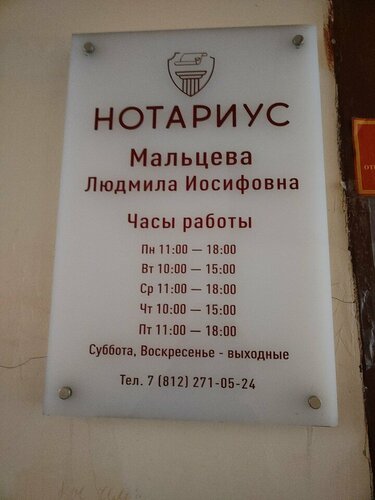 НОТАРИУС
Мальцева
Людмила Иосифовна
Часы работы
Пн 11:00 — 18:00
Вт 10:00 — 15:00
Ср 11:00 — 18:00
Чт 10:00 — 15:00
Пт 11:00 — 18:00
Суббота, Воскресенье - выходные
Тел. 7 (812) 271-05-24